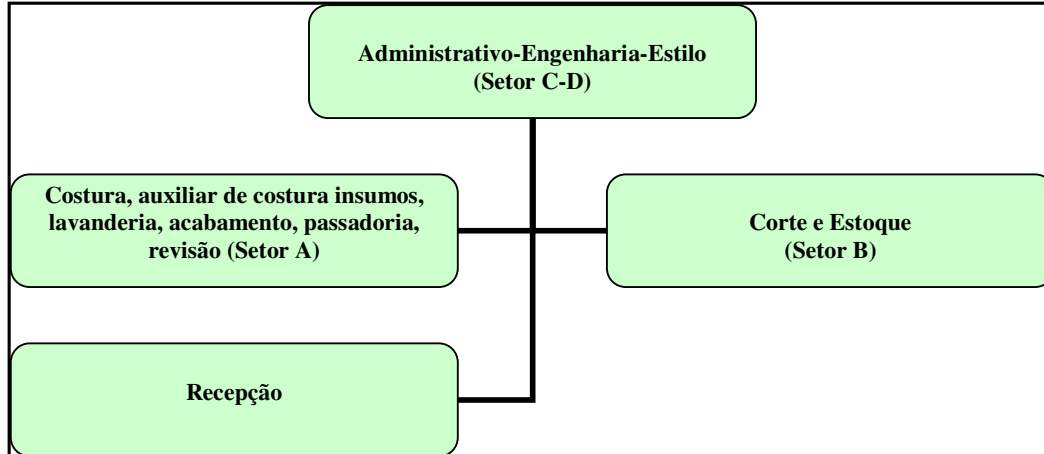 Administrativo-Engenharia-Estilo
(Setor C-D)
Costura, auxiliar de costura insumos,
lavanderia, acabamento, passadoria,
revisão (Setor A)
Corte e Estoque
(Setor B)
Recepção